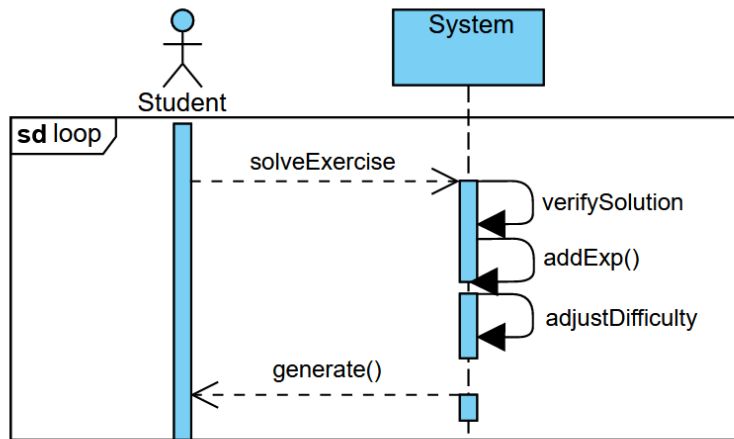 System
Student
sd loop
solveExercise
verifySolution
addExp()
adjustDifficulty
generate()